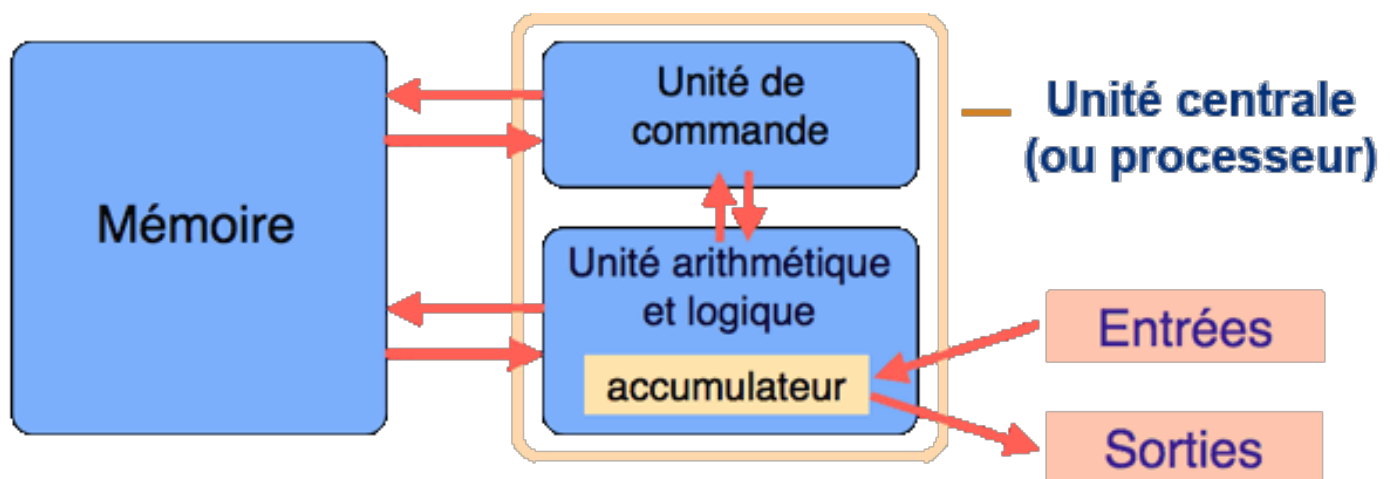 Mémoire
Unité de
commande
Unité arithmétique
et logique
accumulateur
Unité centrale
(ou processeur)
Entrées
Sorties